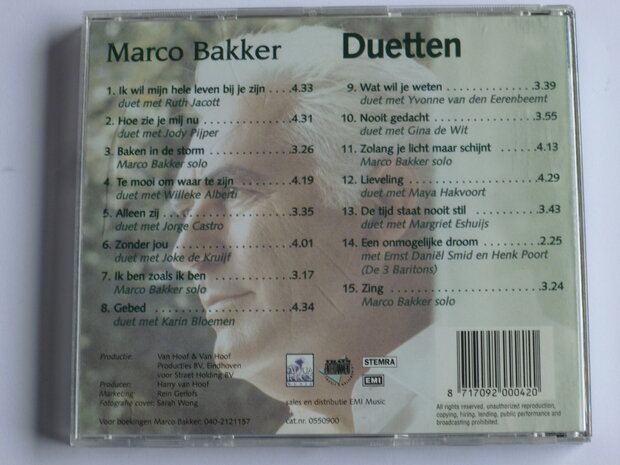 Marco Bakker
Duetten
1. Ik wil mijn hele leven bij je zijn ....4.33
duet met Ruth Jacott
2. Hoe zie je mij nu ....4.31
duet met Jody Pijper
3. Baken in de storm ....3.26
Marco Bakker solo
4. Te mooi om waar te zijn ....4.19
duet met Willeke Alberti
5. Alleen zij ....3.35
duet met Jorge Castro
6. Zonder jou ....4.01
duet met Joke de Kruijf
7. Ik ben zoals ik ben ....3.17
Marco Bakker solo
8. Gebed ....4.34
duet met Karin Bloemen
9. Wat wil je weten ....3.39
duet met Yvonne van den Eerenbeemt
10. Nooit gedacht ....3.55
duet met Gina de Wit
11. Zolang je licht maar schijnt ....4.13
Marco Bakker solo
12. Lieveling ....4.29
duet met Maya Hakvoort
13. De tijd staat nooit stil ....3.43
duet met Margriet Eshuijs
14. Een onmogelijke droom ....2.25
met Ernst Daniël Smid en Henk Poort
(De 3 Baritons)
15. Zing ....3.24
Marco Bakker solo
Productie: Van Hoof & Van Hoof
Producties BV, Eindhoven
voor Straet Holding BV
Producer: Harry van Hoof
Marketing: Rein Gerlofs
Fotografie cover: Sarah Wong
Voor boekingen Marco Bakker: 040-2121157
STEMRA
EMI
sales en distributie EMI Music
cat.nr. 0550900
8 717092 000420
All rights reserved, unauthorized reproduction,
copying, hiring, lending, public performance and
broadcasting prohibited.